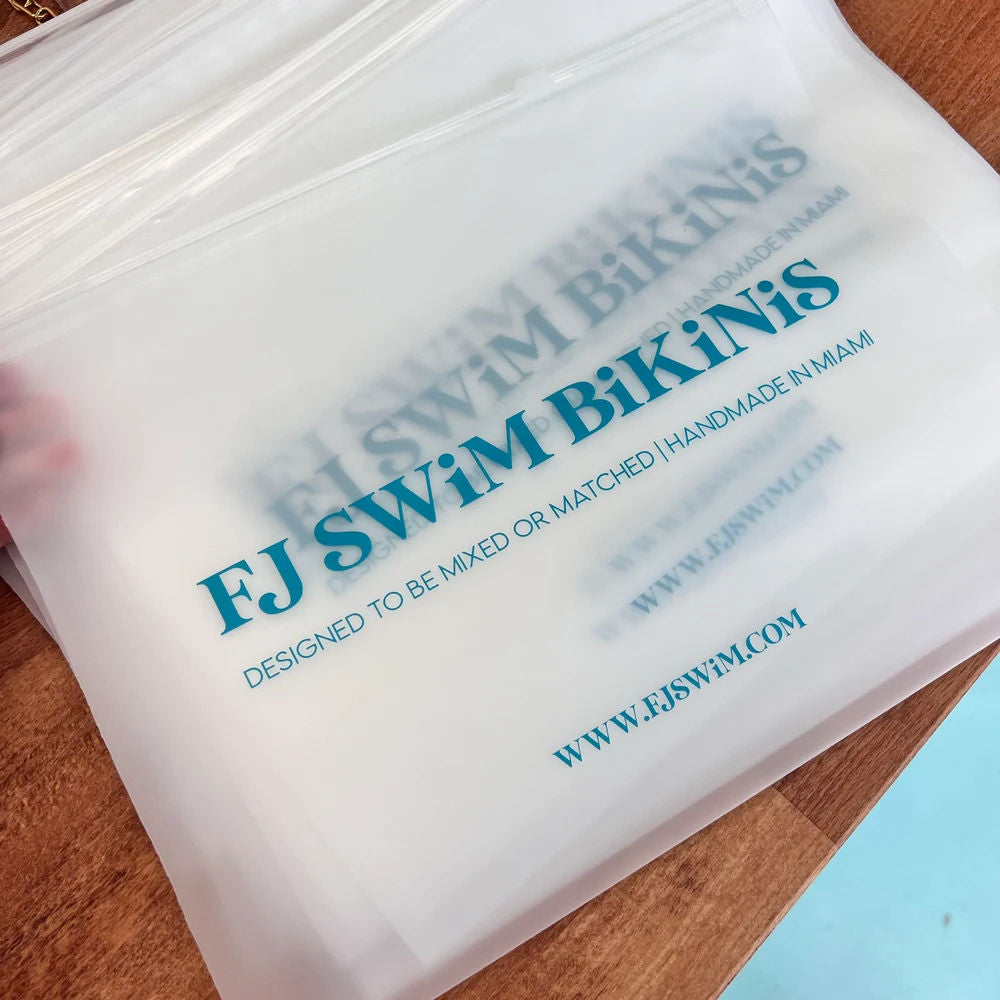 FJ SWiM BiKiNiS
DESIGNED TO BE MIXED OR MATCHED | HANDMADE IN MIAMI
WWW.FJSWiM.COM